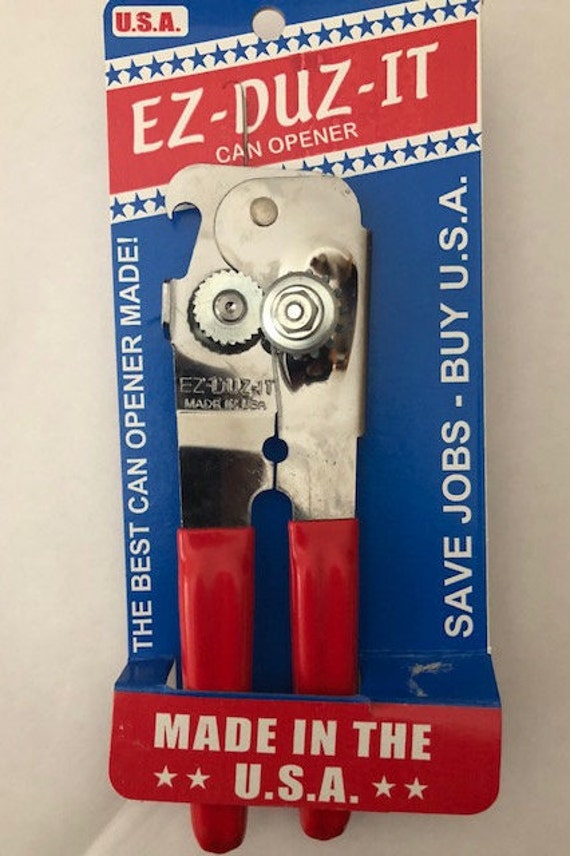 U.S.A.
EZ-DUZ-IT
CAN OPENER
THE BEST CAN OPENER MADE!
SAVE JOBS - BUY U.S.A.
EZ-DUZ-IT
MADE IN USA
MADE IN THE
U.S.A.